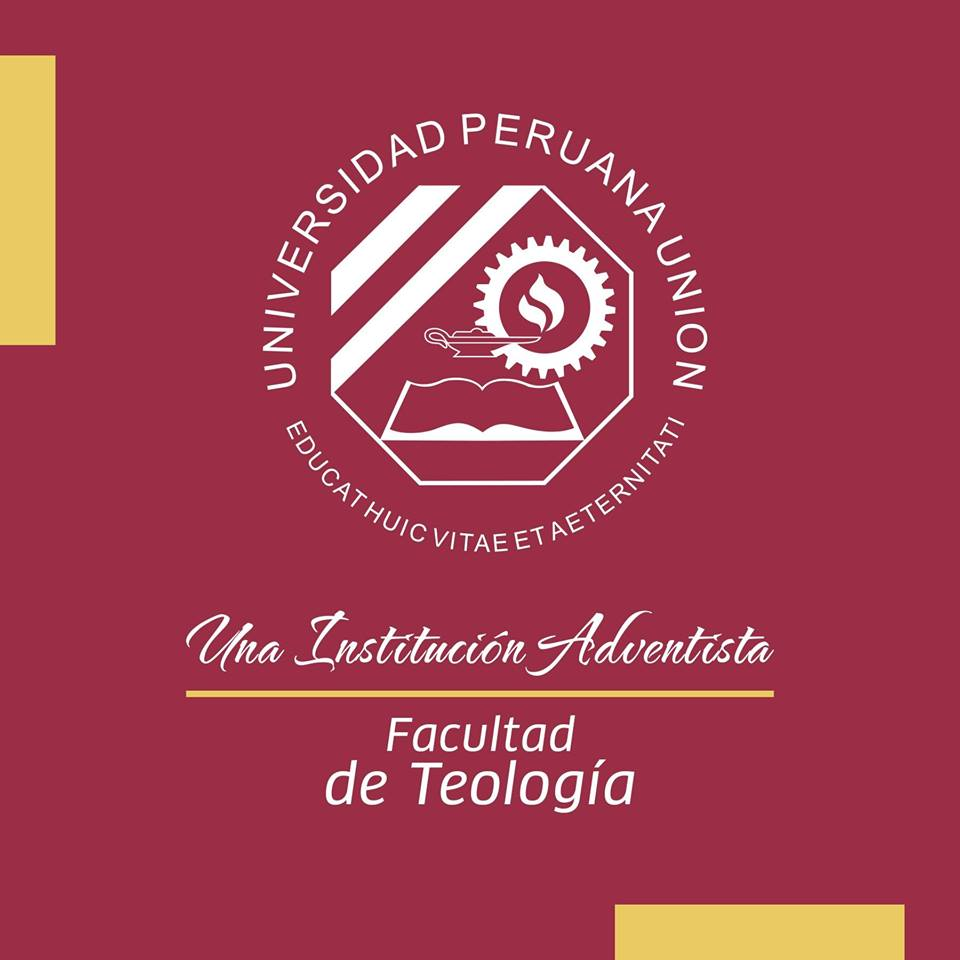 UNIVERSIDAD PERUANA UNION
EDUCAT HUIC VITAE ET AETERNITATI
Una Institución Adventista
Facultad
de Teología